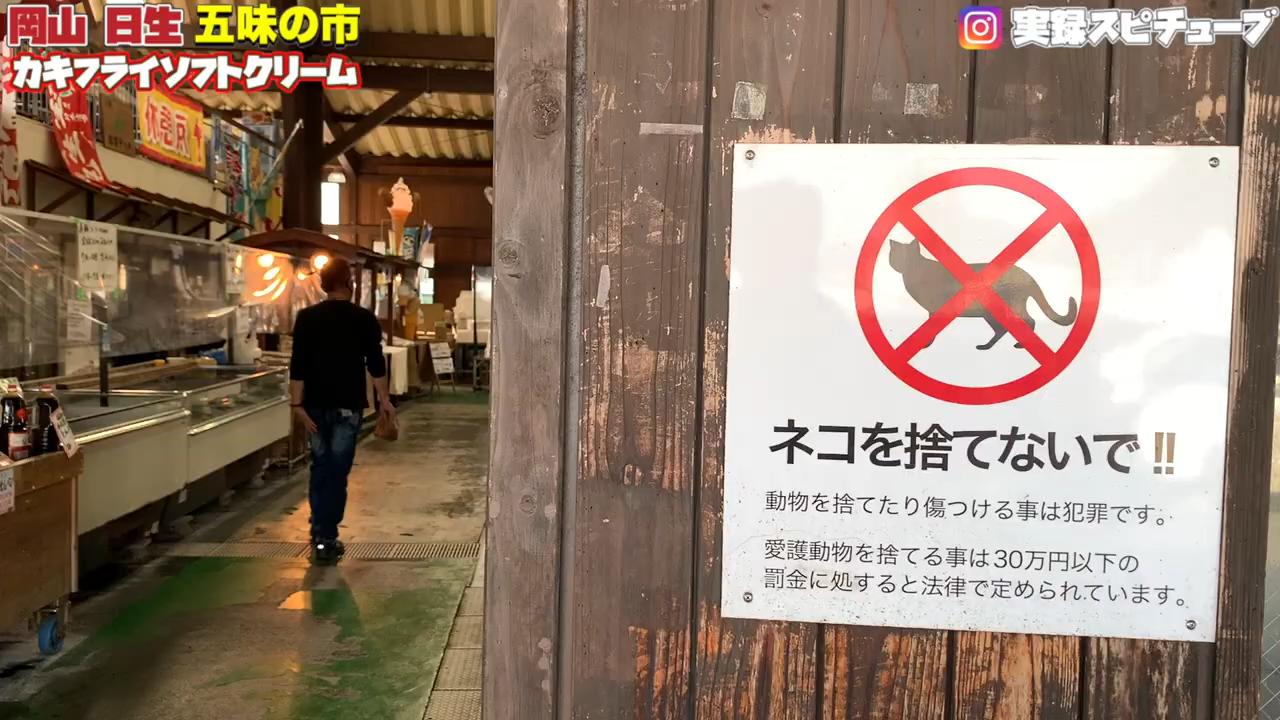 岡山 日生 五味の市
カキフライソフトクリーム
実録スピチューブ
休憩店
ネコを捨てないで!!
動物を捨てたり傷つける事は犯罪です。
愛護動物を捨てる事は30万円以下の
罰金に処すると法律で定められています。